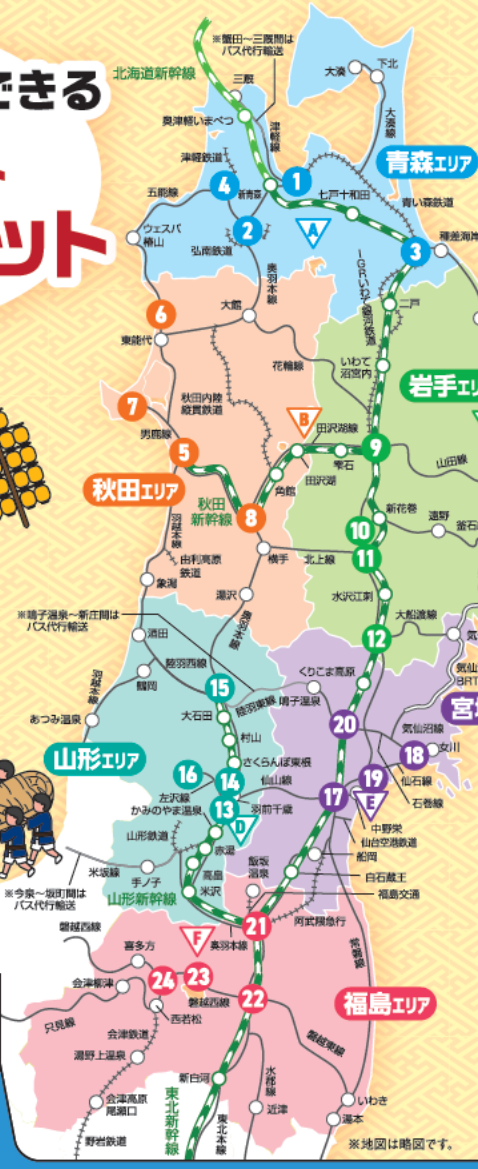 できる
ット
※蟹田～三厩間は
バス代行輸送
北海道新幹線
三厩
大湊
下北
奥津軽いまべつ
津軽線
大湊線
津軽鉄道
青森エリア
五能線
4
新青森
1
七戸十和田
青い森鉄道
ウェスパ
椿山
2
弘南鉄道
A
3
種差海岸
奥羽本線
IGRいわて銀河鉄道
二戸
6
大館
東能代
花輪線
いわて
沼宮内
岩手エリ
7
秋田内陸
縦貫鉄道
B
田沢湖線
男鹿線
5
9
雫石
田沢湖
山田線
秋田エリア
角館
秋田
新幹線
8
新花巻
遠野
10
釜石
羽越本線
横手
北上線
11
由利高原
鉄道
象潟
湯沢
水沢江刺
※鳴子温泉～新庄間は
バス代行輸送
奥羽本線
大船渡線
12
酒田
陸羽西線
くりこま高原
気仙
BRT
羽越本線
鶴岡
15
陸羽東線
鳴子温泉
宮城
あつみ温泉
大石田
20
気仙沼線
村山
18
女川
山形エリア
さくらんぼ東根
16
14
仙山線
19
仙石線
左沢線
17
石巻線
かみのやま温泉
13
羽前千歳
E
D
中野栄
山形鉄道
赤湯
仙台空港鉄道
船岡
米坂線
高畠
飯坂
温泉
手ノ子
米沢
白石蔵王
※今泉～坂町間は
バス代行輸送
山形新幹線
福島交通
21
阿武隈急行
磐越西線
F
奥羽本線
常磐線
喜多方
24
23
会津柳津
磐越西線
22
福島エリア
只見線
西若松
会津鉄道
磐越東線
湯野上温泉
新白河
水郡線
会津高原
尾瀬口
東北新幹線
東北本線
近津
いわき
湯本
野岩鉄道
※地図は略図です。